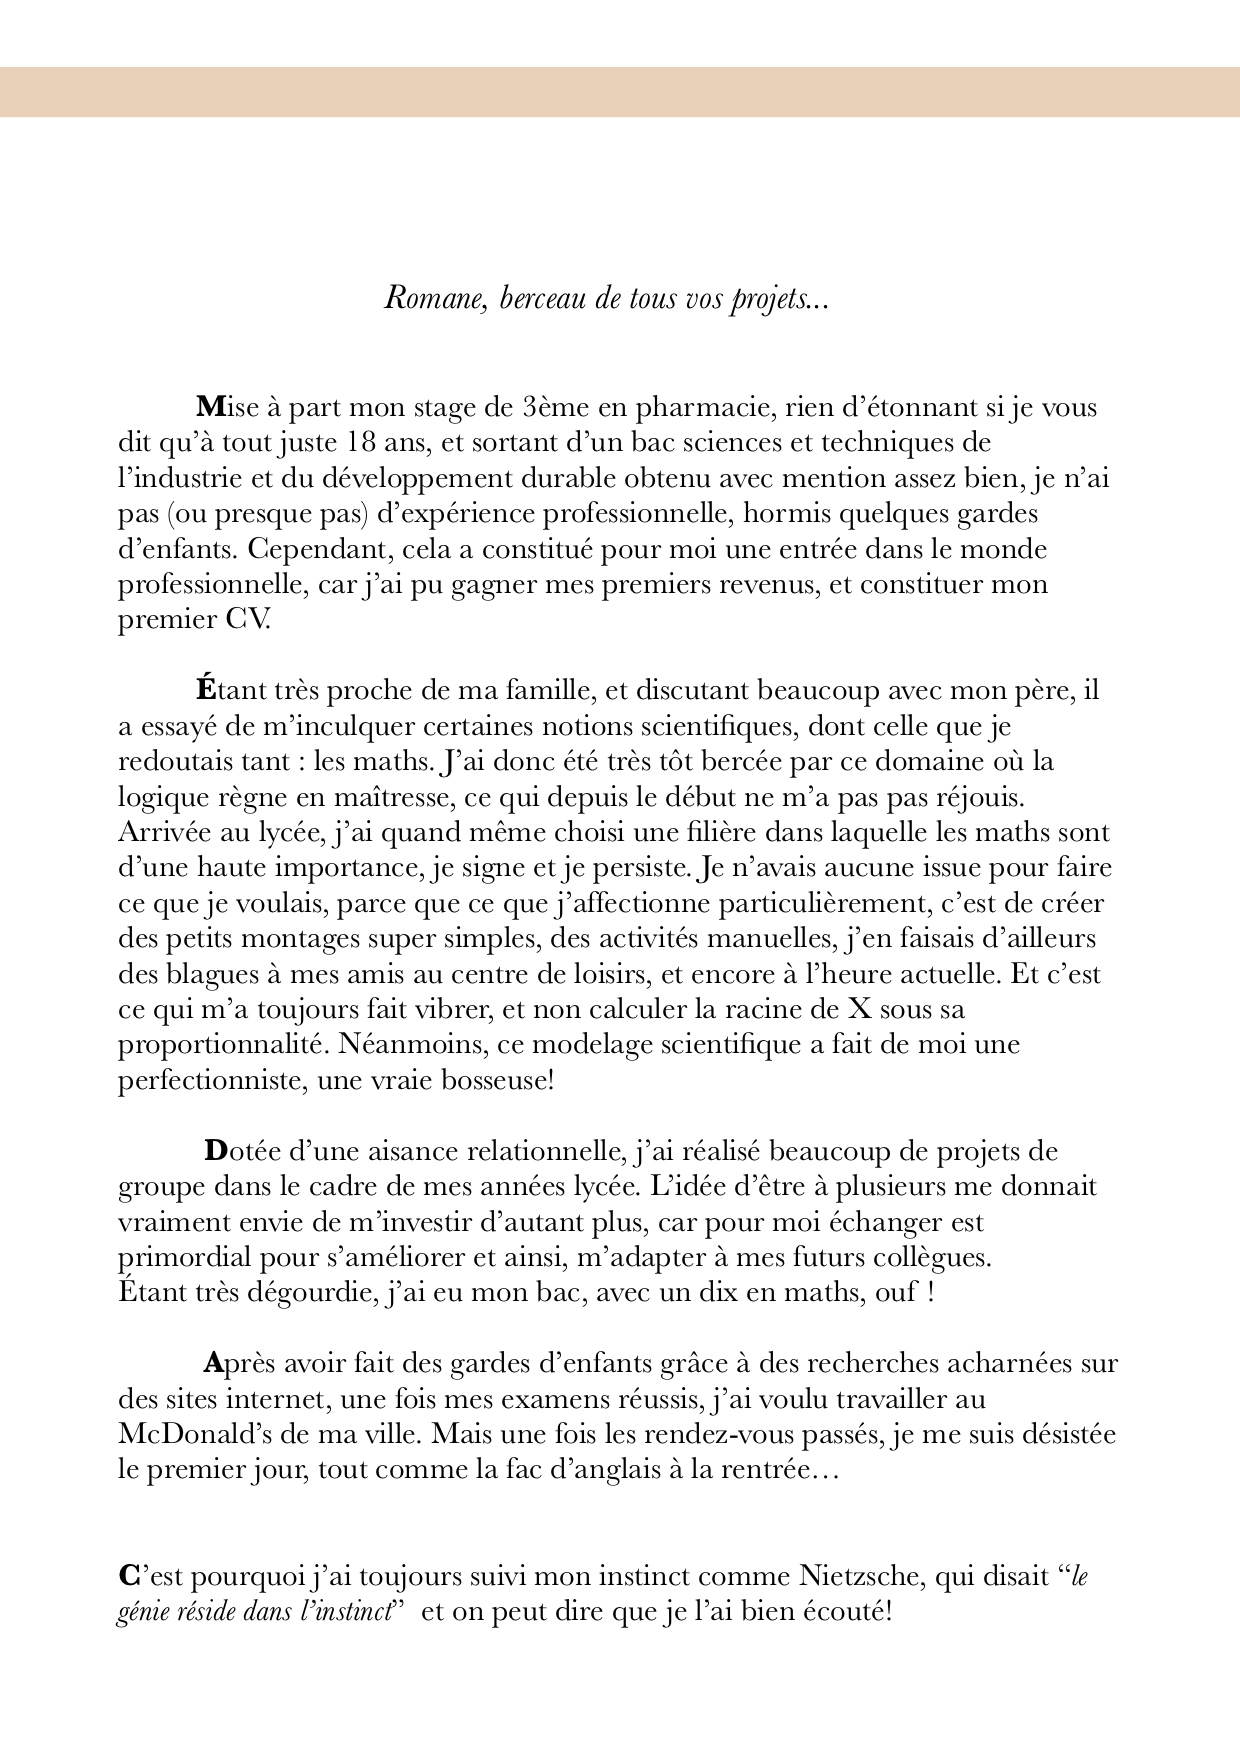 Romane, berceau de tous vos projets...
Mise à part mon stage de 3ème en pharmacie, rien d’étonnant si je vous
dit qu’à tout juste 18 ans, et sortant d’un bac sciences et techniques de
l’industrie et du développement durable obtenu avec mention assez bien, je n’ai
pas (ou presque pas) d’expérience professionnelle, hormis quelques gardes
d’enfants. Cependant, cela a constitué pour moi une entrée dans le monde
professionnelle, car j’ai pu gagner mes premiers revenus, et constituer mon
premier CV.
Étant très proche de ma famille, et discutant beaucoup avec mon père, il
a essayé de m’inculquer certaines notions scientifiques, dont celle que je
redoutais tant : les maths. J’ai donc été très tôt bercée par ce domaine où la
logique règne en maîtresse, ce qui depuis le début ne m’a pas pas réjouis.
Arrivée au lycée, j’ai quand même choisi une filière dans laquelle les maths sont
d’une haute importance, je signe et je persiste. Je n’avais aucune issue pour faire
ce que je voulais, parce que ce que j’affectionne particulièrement, c’est de créer
des petits montages super simples, des activités manuelles, j’en faisais d’ailleurs
des blagues à mes amis au centre de loisirs, et encore à l’heure actuelle. Et c’est
ce qui m’a toujours fait vibrer, et non calculer la racine de X sous sa
proportionnalité. Néanmoins, ce modelage scientifique a fait de moi une
perfectionniste, une vraie bosseuse!
Dotée d’une aisance relationnelle, j’ai réalisé beaucoup de projets de
groupe dans le cadre de mes années lycée. L’idée d’être à plusieurs me donnait
vraiment envie de m’investir d’autant plus, car pour moi échanger est
primordial pour s’améliorer et ainsi, m’adapter à mes futurs collègues.
Étant très dégourdie, j’ai eu mon bac, avec un dix en maths, ouf !
Après avoir fait des gardes d’enfants grâce à des recherches acharnées sur
des sites internet, une fois mes examens réussis, j’ai voulu travailler au
McDonald’s de ma ville. Mais une fois les rendez-vous passés, je me suis désistée
le premier jour, tout comme la fac d’anglais à la rentrée…
C’est pourquoi j’ai toujours suivi mon instinct comme Nietzsche, qui disait “le
génie réside dans l’instinct” et on peut dire que je l’ai bien écouté!